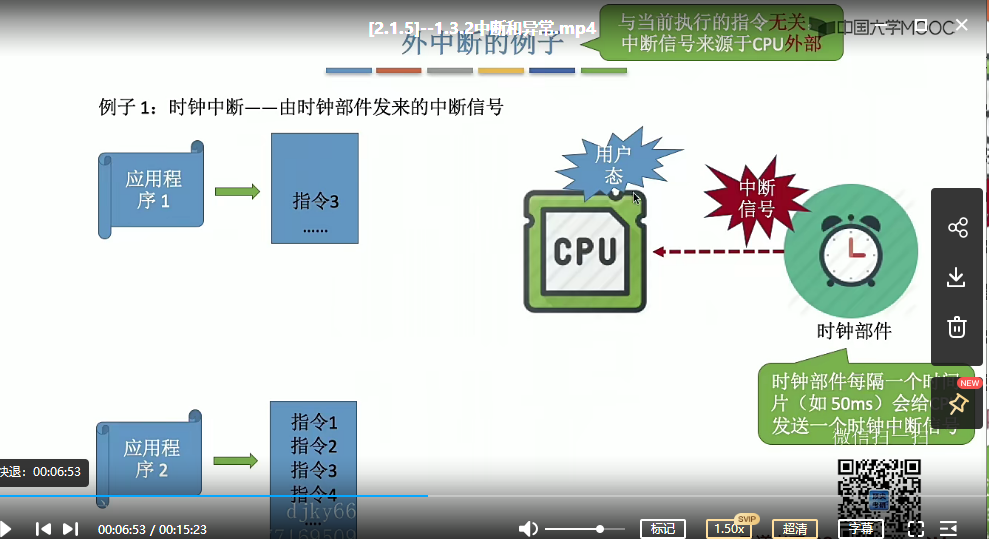 [2.1.5]--1.3.2中断和异常.mp4
外中断的例子
与当前执行的指令无关,
中断信号来源于CPU外部
中国大学MOOC
例子 1：时钟中断——由时钟部件发来的中断信号
应用程
序 1
指令3
......
用户
态
CPU
中断
信号
时钟部件
时钟部件每隔一个时间
片（如 50ms）会给CPU
发送一个时钟中断信号
NEW
微信扫一扫
应用程
序 2
指令1
指令2
指令3
指令4
....
djky66
快退：00:06:53
00:06:53 / 00:15:23
标记
1.50x
SVIP
超清
字幕